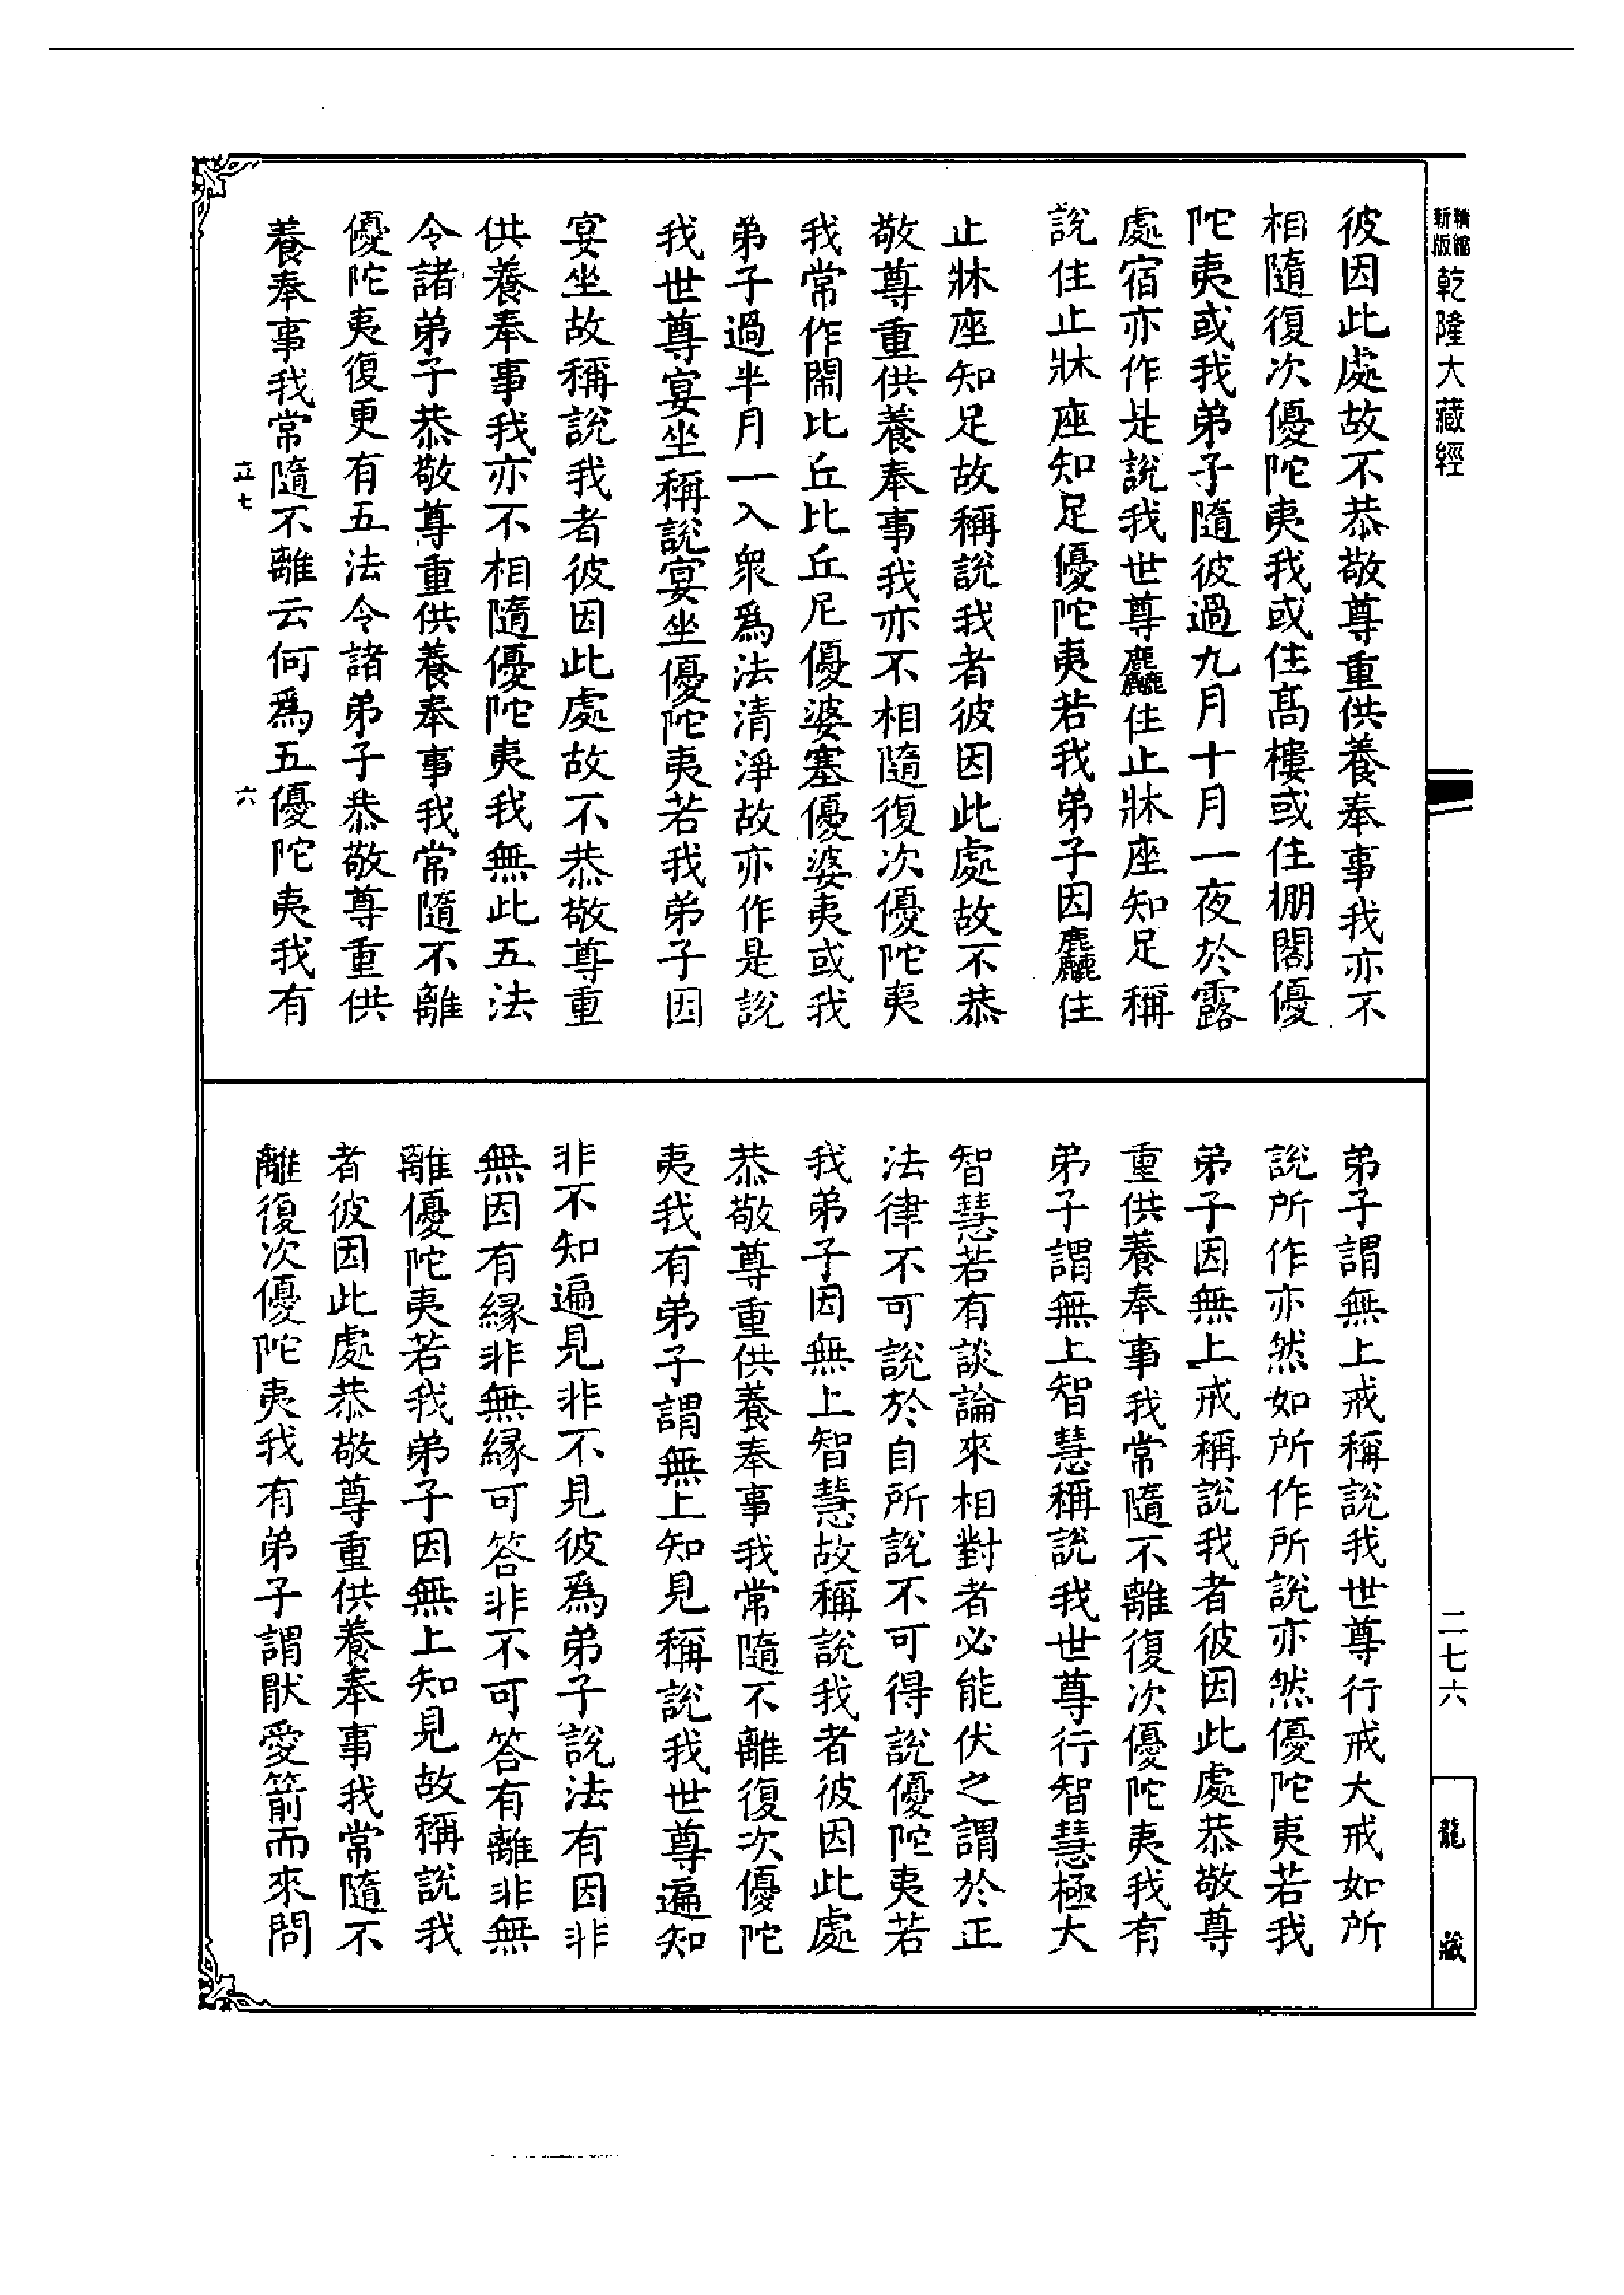 精縮
新版
乾隆大藏經
彼因此處故不恭敬尊重供養奉事我亦不
相隨復次優陀夷我或住髙樓或住棚閣優
陀夷或我弟子隨彼過九月十月一夜於露
處宿亦作是說我世尊麤住止牀座知足稱
說住止牀座知足優陀夷若我弟子因麤住
止牀座知足故稱說我者彼因此處故不恭
敬尊重供養奉事我亦不相隨復次優陀夷
我常作閙比丘比丘尼優婆塞優婆夷或我
弟子過半月一入衆爲法清淨故亦作是說
我世尊宴坐稱說宴坐優陀夷若我弟子因
宴坐故稱說我者彼因此處故不恭敬尊重
供養奉事我亦不相隨優陀夷我無此五法
令諸弟子恭敬尊重供養奉事我常隨不離
優陀夷復更有五法令諸弟子恭敬尊重供
養奉事我常隨不離云何爲五優陀夷我有
立七
六
弟子謂無上戒稱說我世尊行戒大戒如所
說所作亦然如所作所說亦然優陀夷若我
弟子因無上戒稱說我者彼因此處恭敬尊
重供養奉事我常隨不離復次優陀夷我有
弟子謂無上智慧稱說我世尊行智慧極大
智慧若有談論來相對者必能伏之謂於正
法律不可說於自所說不可得說優陀夷若
我弟子因無上智慧故稱說我者彼因此處
恭敬尊重供養奉事我常隨不離復次優陀
夷我有弟子謂無上知見稱說我世尊遍知
非不知遍見非不見彼爲弟子說法有因非
無因有緣非無緣可答非不可答有離非無
離優陀夷若我弟子因無上知見故稱說我
者彼因此處恭敬尊重供養奉事我常隨不
離復次優陀夷我有弟子謂猒愛箭而來問
二七六
龍藏